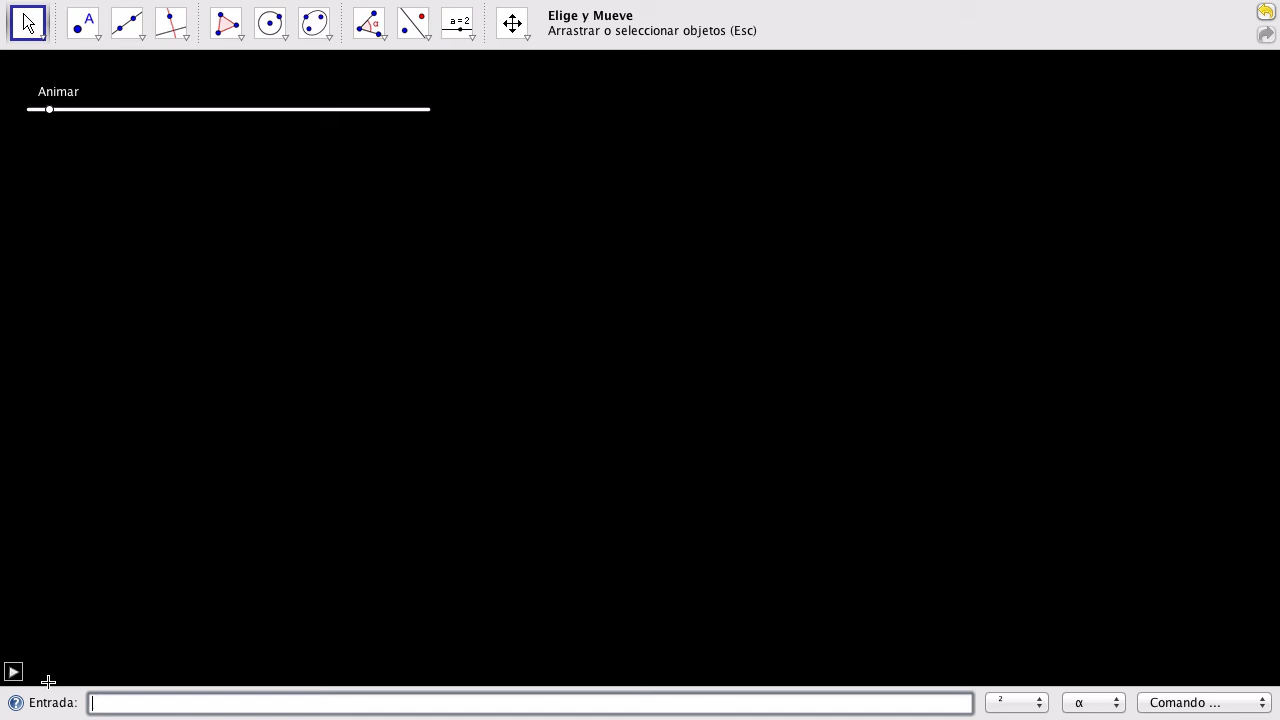 A
α
a=2
Elige y Mueve
Arrastrar o seleccionar objetos (Esc)
Animar
Entrada:
²
α
Comando ...